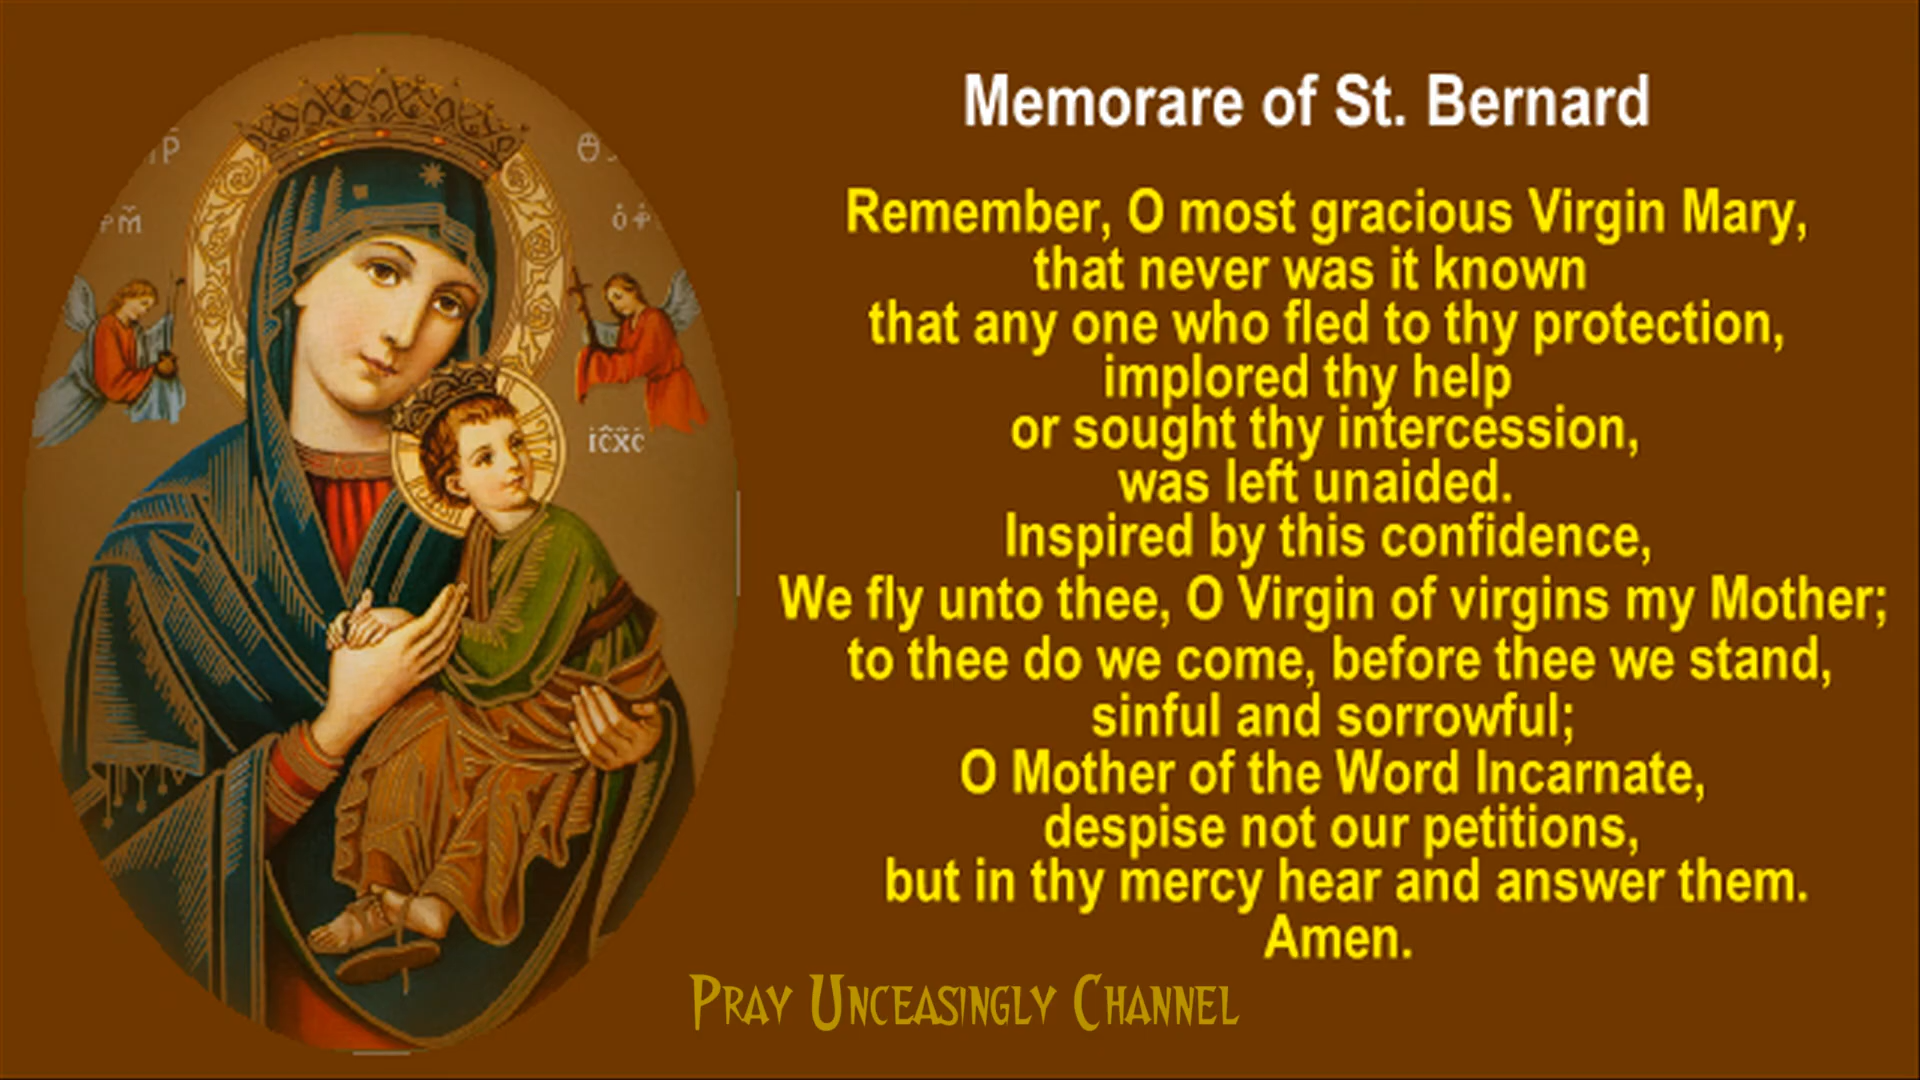 Memorare of St. Bernard
Remember, O most gracious Virgin Mary,
that never was it known
that any one who fled to thy protection,
implored thy help
or sought thy intercession,
was left unaided.
Inspired by this confidence,
We fly unto thee, O Virgin of virgins my Mother;
to thee do we come, before thee we stand,
sinful and sorrowful;
O Mother of the Word Incarnate,
despise not our petitions,
but in thy mercy hear and answer them.
Amen.
Pray Unceasingly Channel